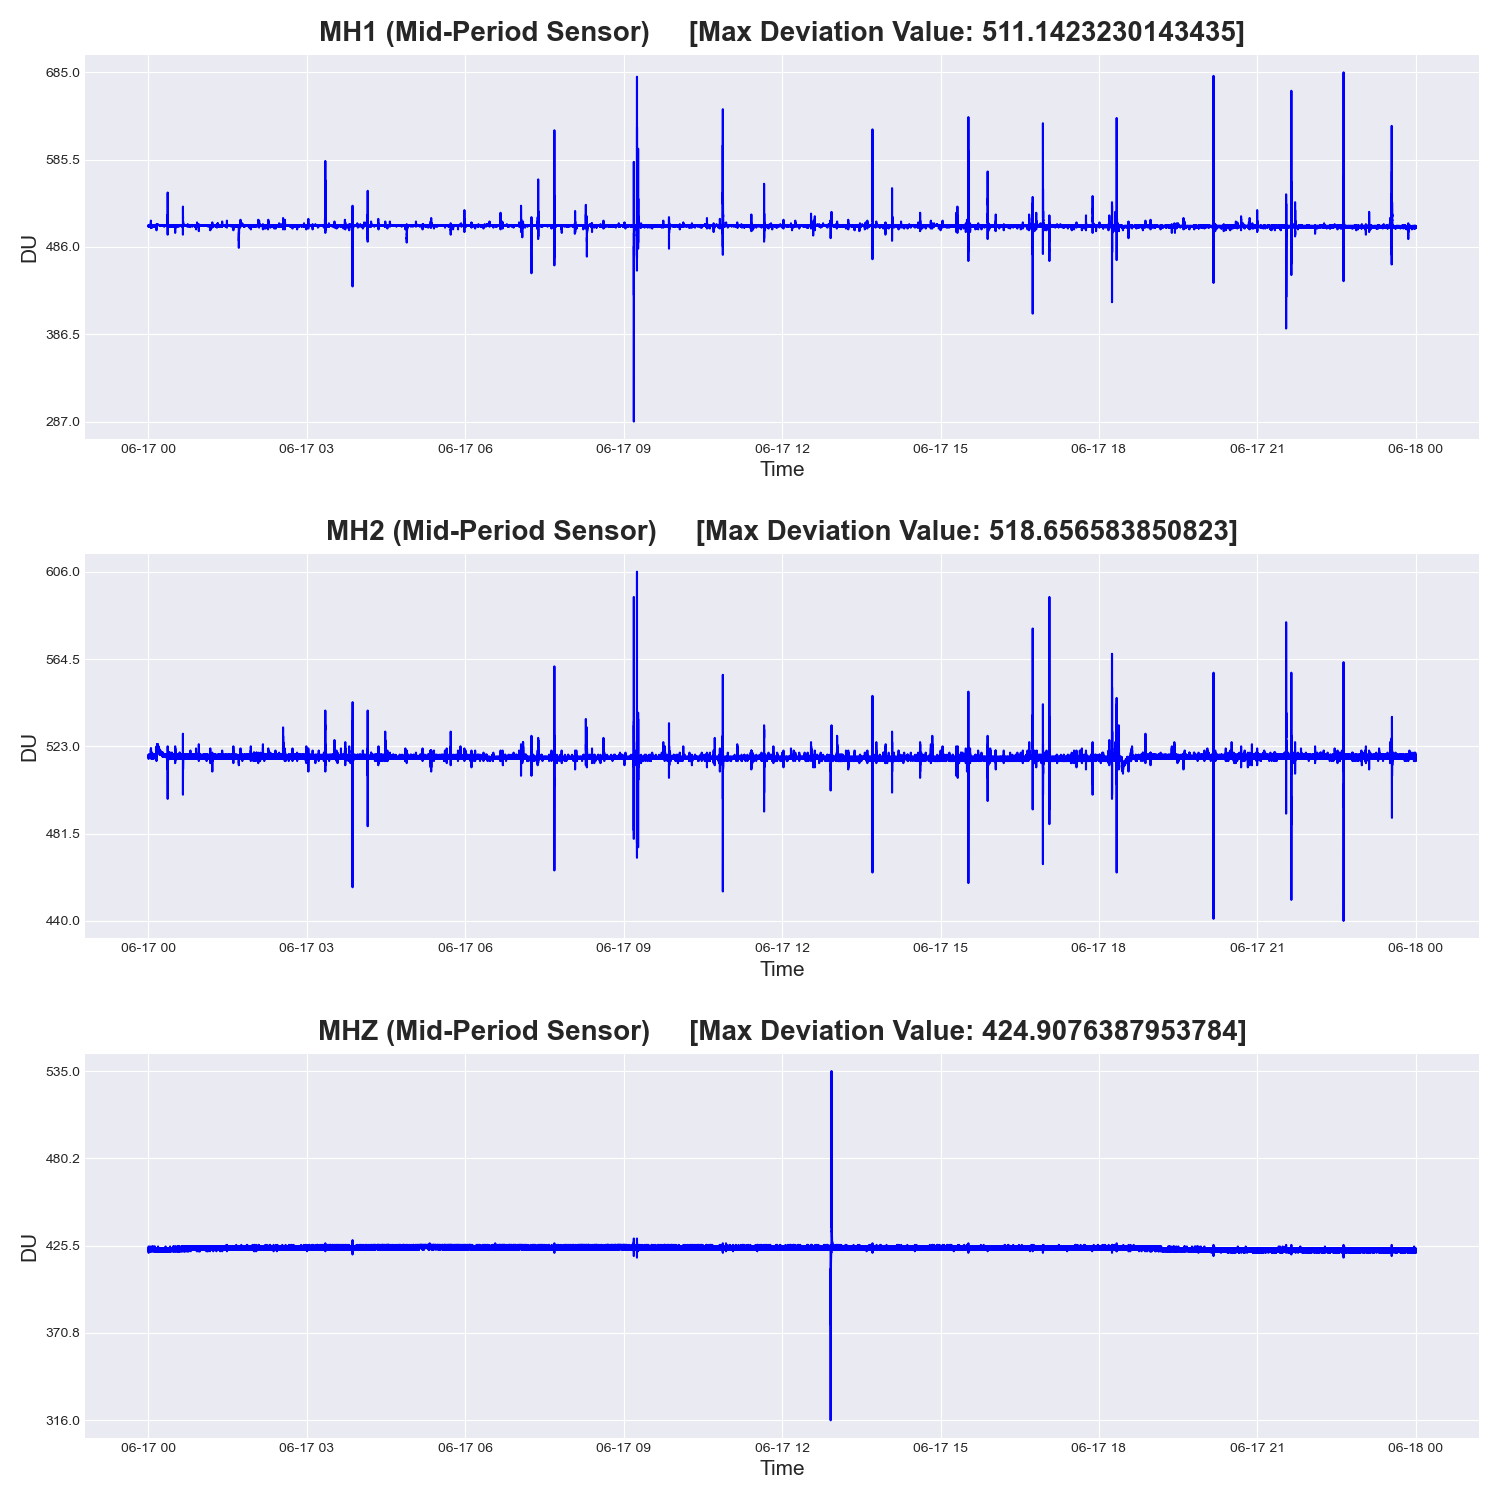 MH1 (Mid-Period Sensor) [Max Deviation Value: 511.1423230143435]
685.0
585.5
486.0
386.5
287.0
DU
06-17 00 06-17 03 06-17 06 06-17 09 06-17 12 06-17 15 06-17 18 06-17 21 06-18 00
Time
MH2 (Mid-Period Sensor) [Max Deviation Value: 518.656583850823]
606.0
564.5
523.0
481.5
440.0
DU
06-17 00 06-17 03 06-17 06 06-17 09 06-17 12 06-17 15 06-17 18 06-17 21 06-18 00
Time
MHZ (Mid-Period Sensor) [Max Deviation Value: 424.9076387953784]
535.0
480.2
425.5
370.8
316.0
DU
06-17 00 06-17 03 06-17 06 06-17 09 06-17 12 06-17 15 06-17 18 06-17 21 06-18 00
Time